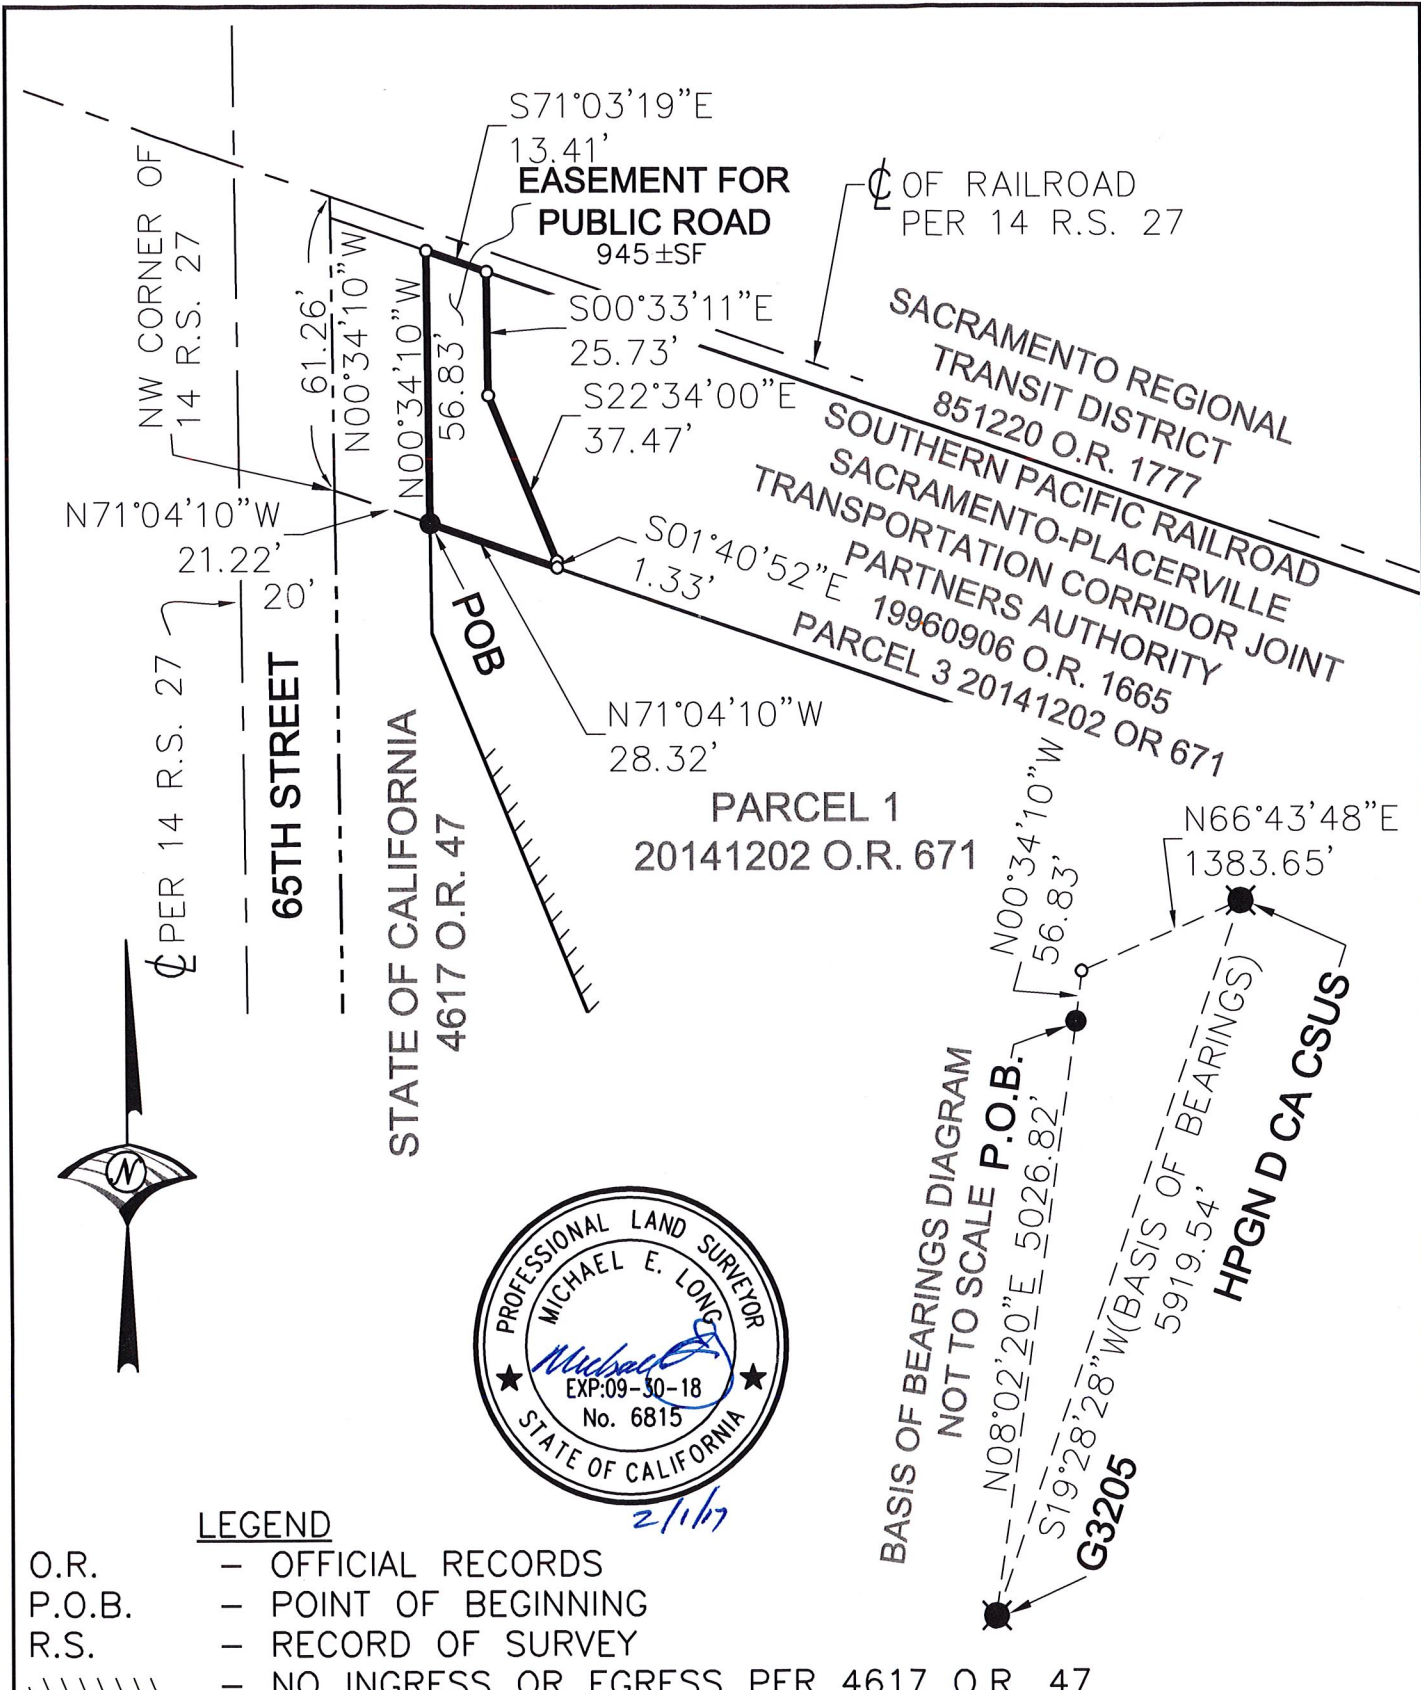 S71°03'19"E
13.41'
EASEMENT FOR
PUBLIC ROAD
945±SF
℄ OF RAILROAD
PER 14 R.S. 27
NW CORNER OF
14 R.S. 27
61.26'
N00°34'10"W
N00°34'10"W
56.83'
S00°33'11"E
25.73'
S22°34'00"E
37.47'
SACRAMENTO REGIONAL
TRANSIT DISTRICT
851220 O.R. 1777
SOUTHERN PACIFIC RAILROAD
SACRAMENTO-PLACERVILLE
TRANSPORTATION CORRIDOR JOINT
PARTNERS AUTHORITY
19960906 O.R. 1665
PARCEL 3 20141202 OR 671
N71°04'10"W
21.22'
20'
S01°40'52"E
1.33'
POB
N71°04'10"W
28.32'
℄ PER 14 R.S. 27
65TH STREET
STATE OF CALIFORNIA
4617 O.R. 47
PARCEL 1
20141202 O.R. 671
N00°34'10"W
56.83'
N66°43'48"E
1383.65'
HPGN D CA CSUS
BASIS OF BEARINGS DIAGRAM
NOT TO SCALE
P.O.B.
N08°02'20"E 5026.82'
S19°28'28"W(BASIS OF BEARINGS)
5919.54'
G3205
N
PROFESSIONAL LAND SURVEYOR
MICHAEL E. LONG
EXP:09-30-18
No. 6815
STATE OF CALIFORNIA
2/1/17
LEGEND
O.R. – OFFICIAL RECORDS
P.O.B. – POINT OF BEGINNING
R.S. – RECORD OF SURVEY
– NO INGRESS OR EGRESS PER 4617 O.R. 47